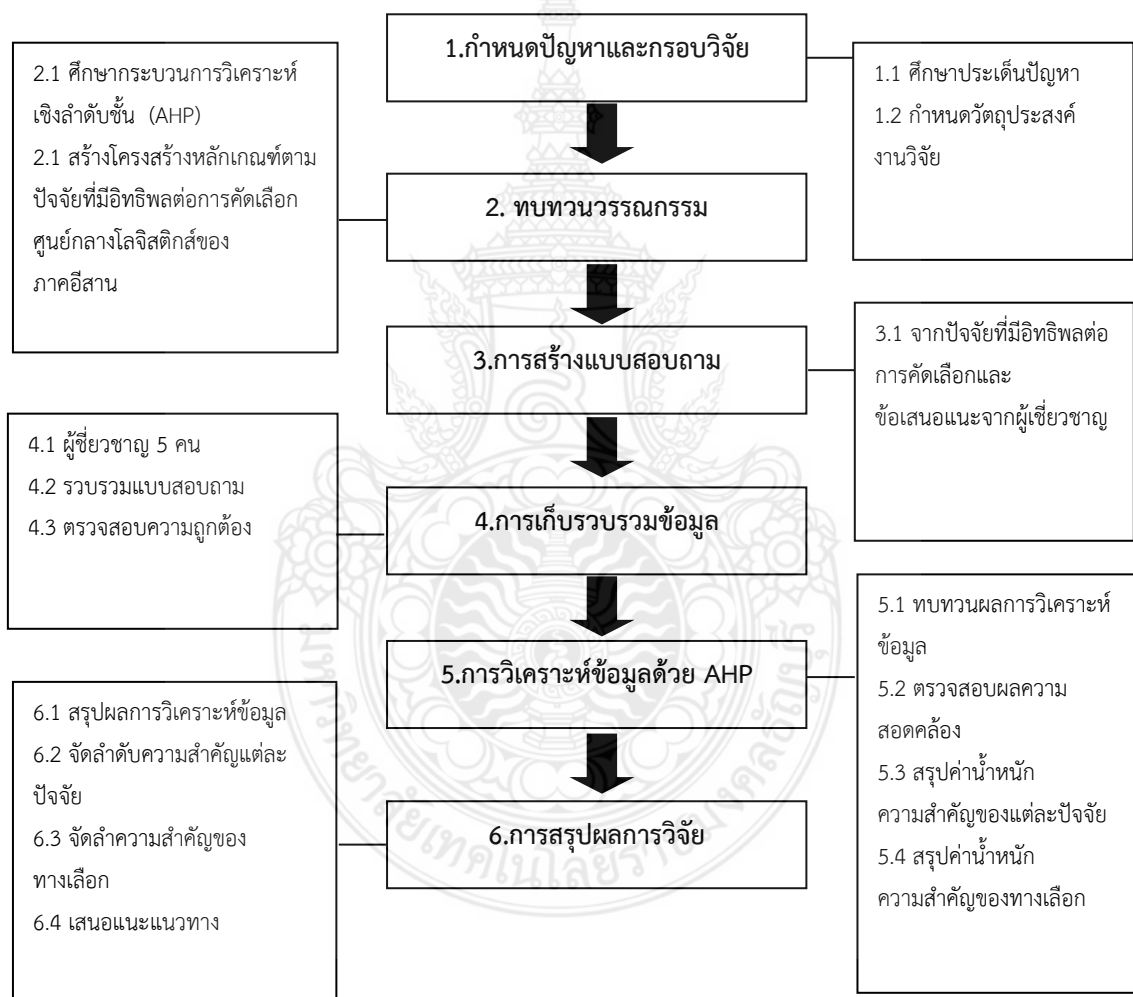 1.กำหนดปัญหาและกรอบวิจัย
1.1 ศึกษาประเด็นปัญหา
1.2 กำหนดวัตถุประสงค์
งานวิจัย
2.1 ศึกษากระบวนการวิเคราะห์
เชิงลำดับชั้น (AHP)
2.1 สร้างโครงสร้างหลักเกณฑ์ตาม
ปัจจัยที่มีอิทธิพลต่อการคัดเลือก
ศูนย์กลางโลจิสติกส์ของ
ภาคอีสาน
2. ทบทวนวรรณกรรม
3.การสร้างแบบสอบถาม
3.1 จากปัจจัยที่มีอิทธิพลต่อ
การคัดเลือกและ
ข้อเสนอแนะจากผู้เชี่ยวชาญ
4.1 ผู้ชี่ยวชาญ 5 คน
4.2 รวบรวมแบบสอบถาม
4.3 ตรวจสอบความถูกต้อง
4.การเก็บรวบรวมข้อมูล
5.การวิเคราะห์ข้อมูลด้วย AHP
5.1 ทบทวนผลการวิเคราะห์
ข้อมูล
5.2 ตรวจสอบผลความ
สอดคล้อง
5.3 สรุปค่าน้ำหนัก
ความสำคัญของแต่ละปัจจัย
5.4 สรุปค่าน้ำหนัก
ความสำคัญของทางเลือก
6.1 สรุปผลการวิเคราะห์ข้อมูล
6.2 จัดลำดับความสำคัญแต่ละ
ปัจจัย
6.3 จัดลำความสำคัญของ
ทางเลือก
6.4 เสนอแนะแนวทาง
6.การสรุปผลการวิจัย
มหาวิทยาลัยเทคโนโลยีราชมงคลธัญบุรี